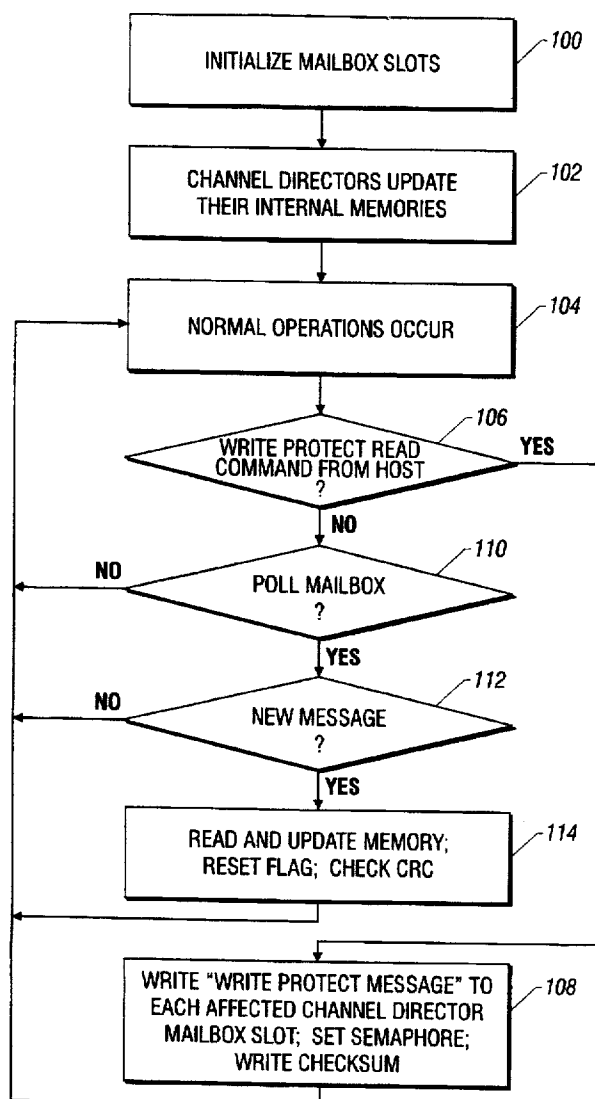 INITIALIZE MAILBOX SLOTS
100
CHANNEL DIRECTORS UPDATE
THEIR INTERNAL MEMORIES
102
NORMAL OPERATIONS OCCUR
104
106
WRITE PROTECT READ
COMMAND FROM HOST
?
YES
NO
110
NO
POLL MAILBOX
?
YES
112
NO
NEW MESSAGE
?
YES
READ AND UPDATE MEMORY;
RESET FLAG; CHECK CRC
114
WRITE "WRITE PROTECT MESSAGE" TO
EACH AFFECTED CHANNEL DIRECTOR
MAILBOX SLOT; SET SEMAPHORE;
WRITE CHECKSUM
108